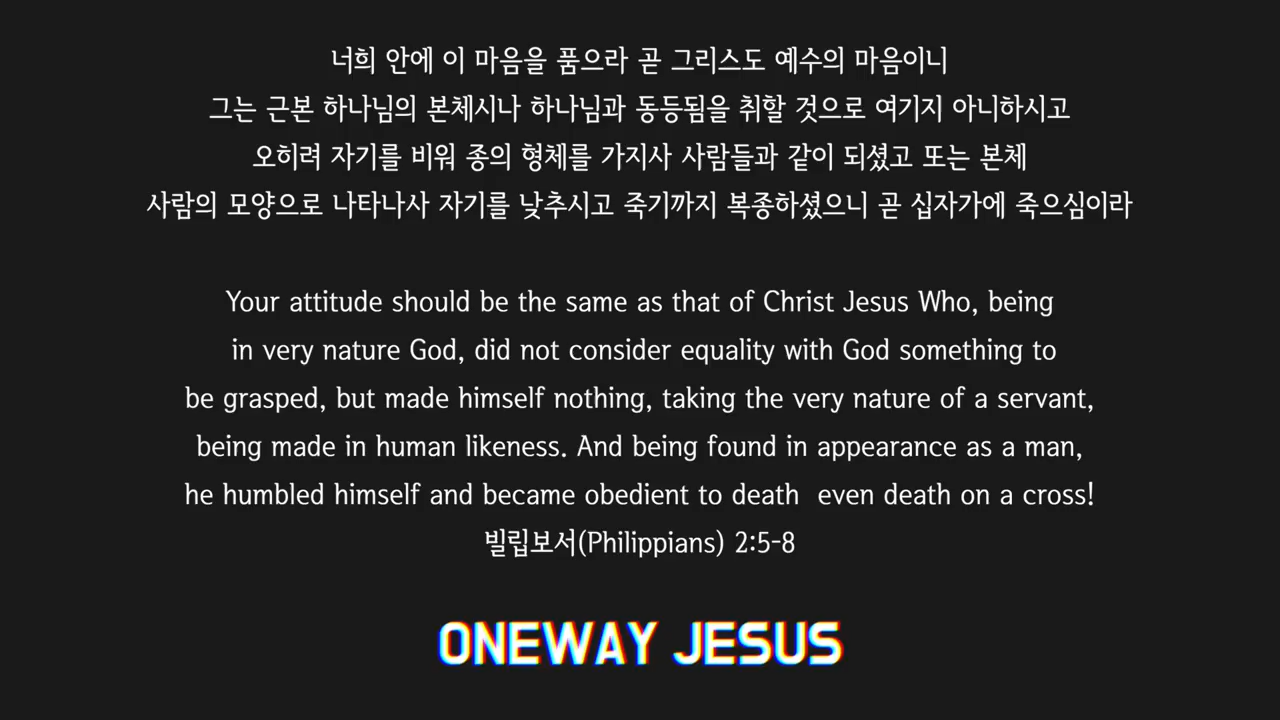 너희 안에 이 마음을 품으라 곧 그리스도 예수의 마음이니
그는 근본 하나님의 본체시나 하나님과 동등됨을 취할 것으로 여기지 아니하시고
오히려 자기를 비워 종의 형체를 가지사 사람들과 같이 되셨고 또는 본체
사람의 모양으로 나타나사 자기를 낮추시고 죽기까지 복종하셨으니 곧 십자가에 죽으심이라
Your attitude should be the same as that of Christ Jesus Who, being
in very nature God, did not consider equality with God something to
be grasped, but made himself nothing, taking the very nature of a servant,
being made in human likeness. And being found in appearance as a man,
he humbled himself and became obedient to death  even death on a cross!
빌립보서(Philippians) 2:5-8
ONEWAY JESUS